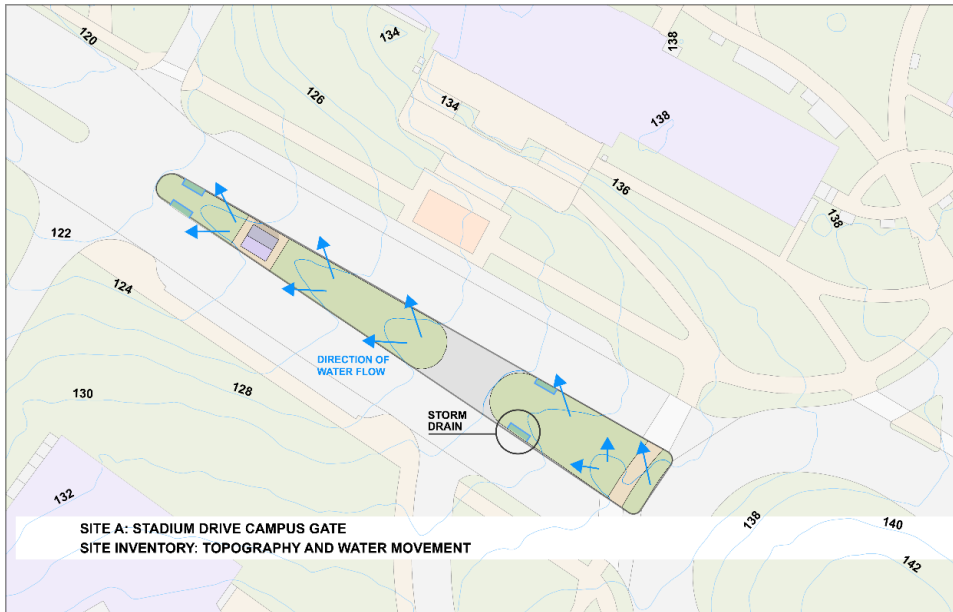 120
134
138
126
134
138
136
138
122
124
DIRECTION OF
WATER FLOW
128
130
STORM
DRAIN
132
138
140
142
SITE A: STADIUM DRIVE CAMPUS GATE
SITE INVENTORY: TOPOGRAPHY AND WATER MOVEMENT